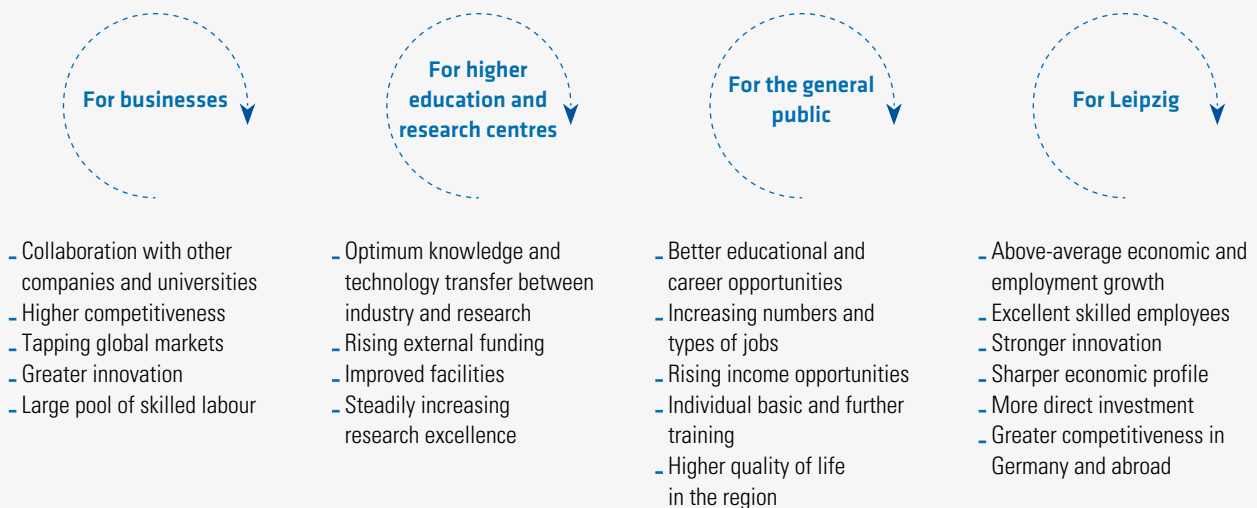 For businesses
_ Collaboration with other
companies and universities
_ Higher competitiveness
_ Tapping global markets
_ Greater innovation
_ Large pool of skilled labour
For higher
education and
research centres
_ Optimum knowledge and
technology transfer between
industry and research
_ Rising external funding
_ Improved facilities
_ Steadily increasing
research excellence
For the general
public
_ Better educational and
career opportunities
_ Increasing numbers and
types of jobs
_ Rising income opportunities
_ Individual basic and further
training
_ Higher quality of life
in the region
For Leipzig
_ Above-average economic and
employment growth
_ Excellent skilled employees
_ Stronger innovation
_ Sharper economic profile
_ More direct investment
_ Greater competitiveness in
Germany and abroad